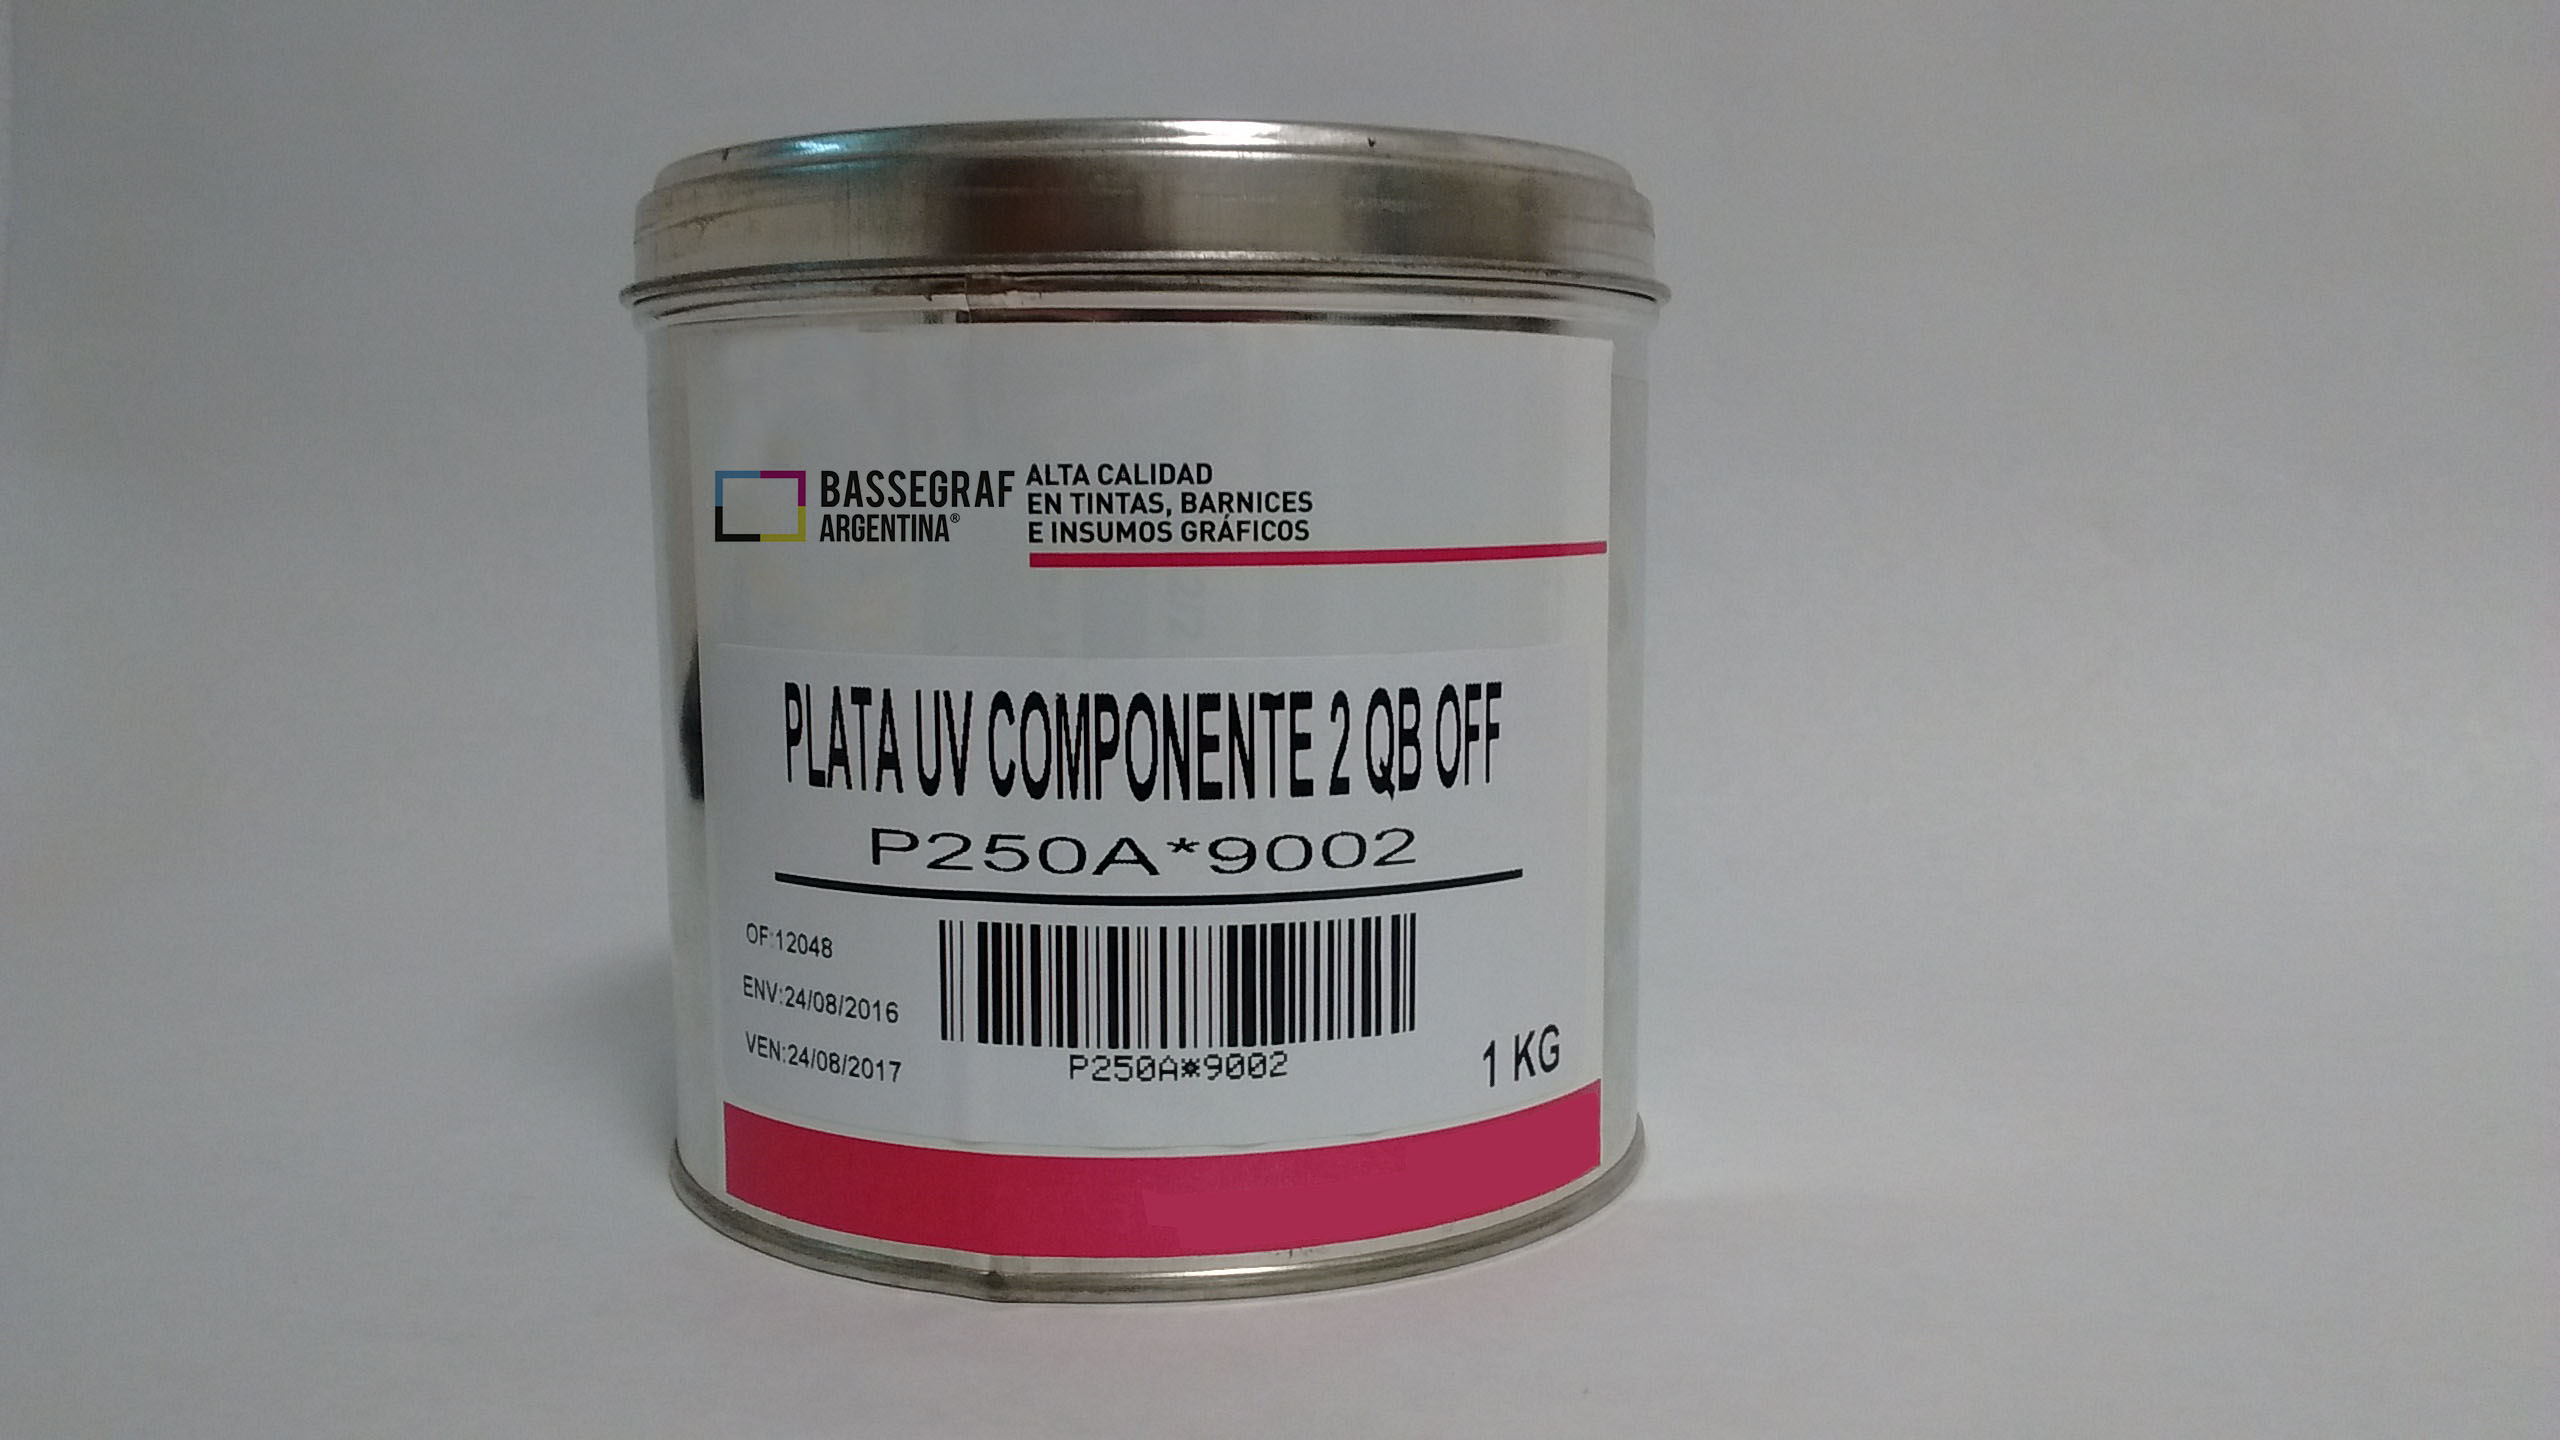 BASSEGRAF
ARGENTINA®
ALTA CALIDAD
EN TINTAS, BARNICES
E INSUMOS GRÁFICOS
PLATA UV COMPONENTE 2 QB OFF
P250A*9002
OF:12048
ENV:24/08/2016
VEN:24/08/2017
P250A*9002
1 KG